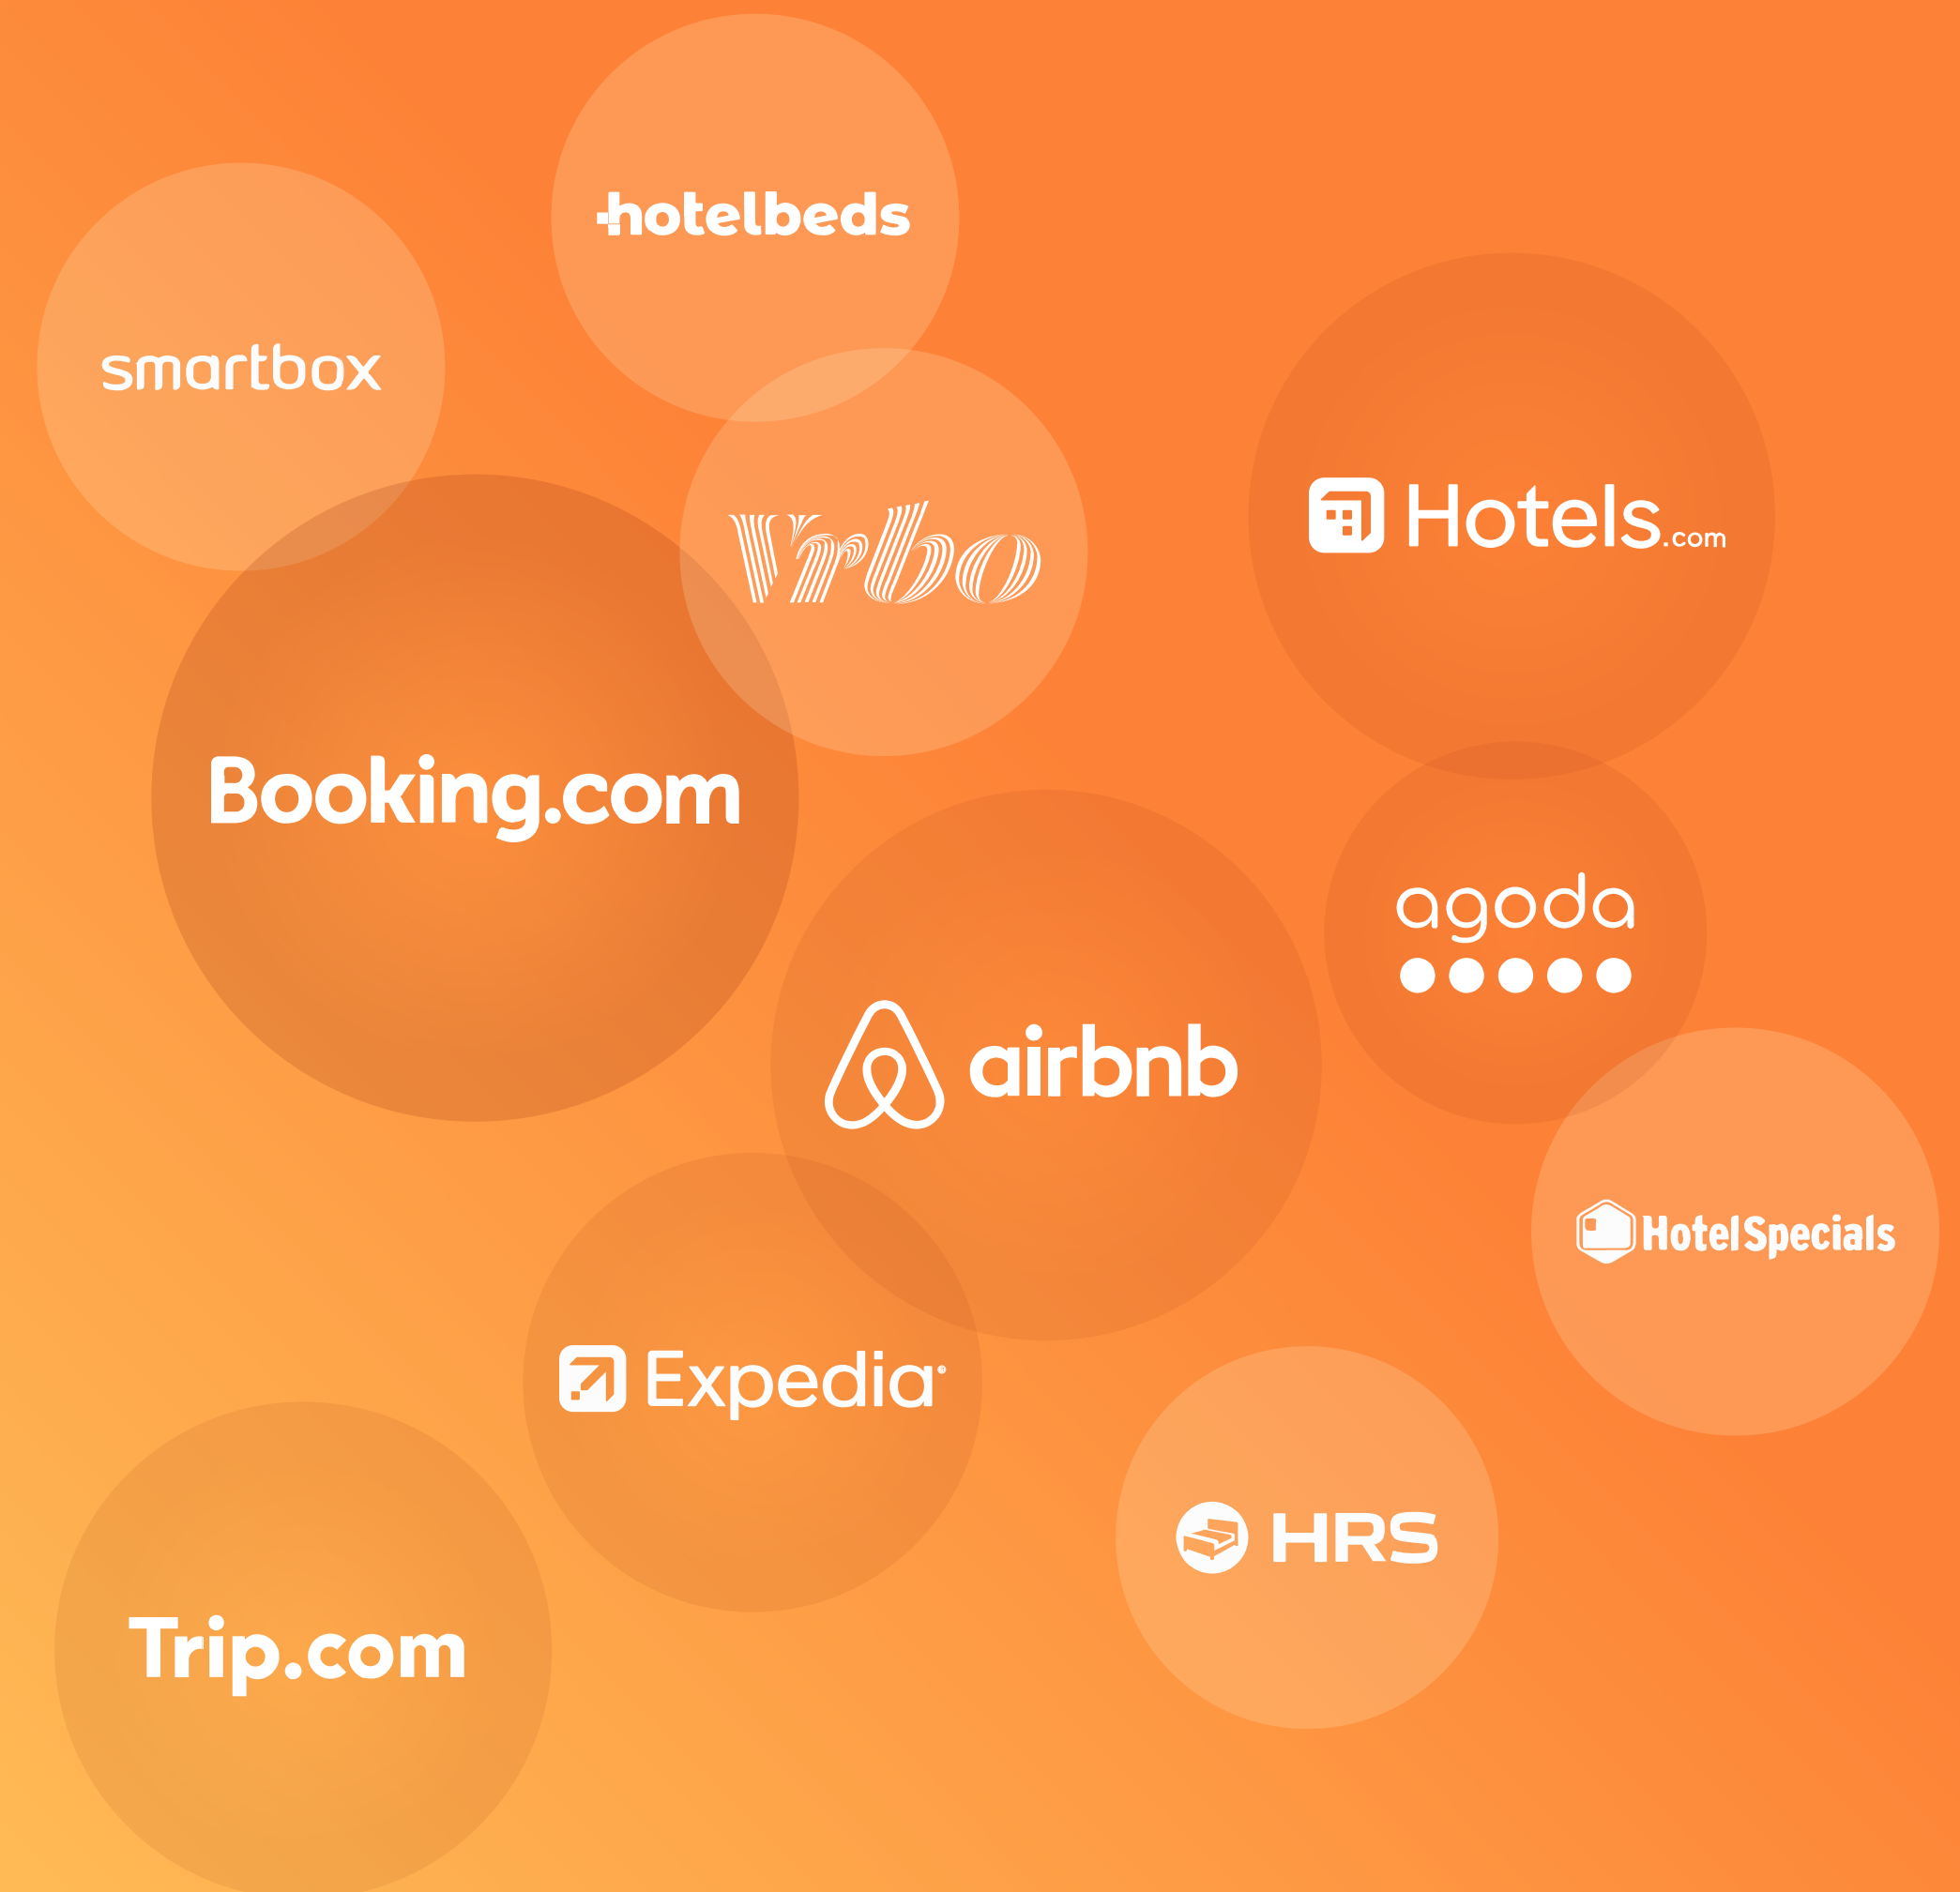 hotelbeds
smartbox
Vrbo
Hotels.com
Booking.com
agoda
airbnb
HotelSpecials
Expedia
HRS
Trip.com